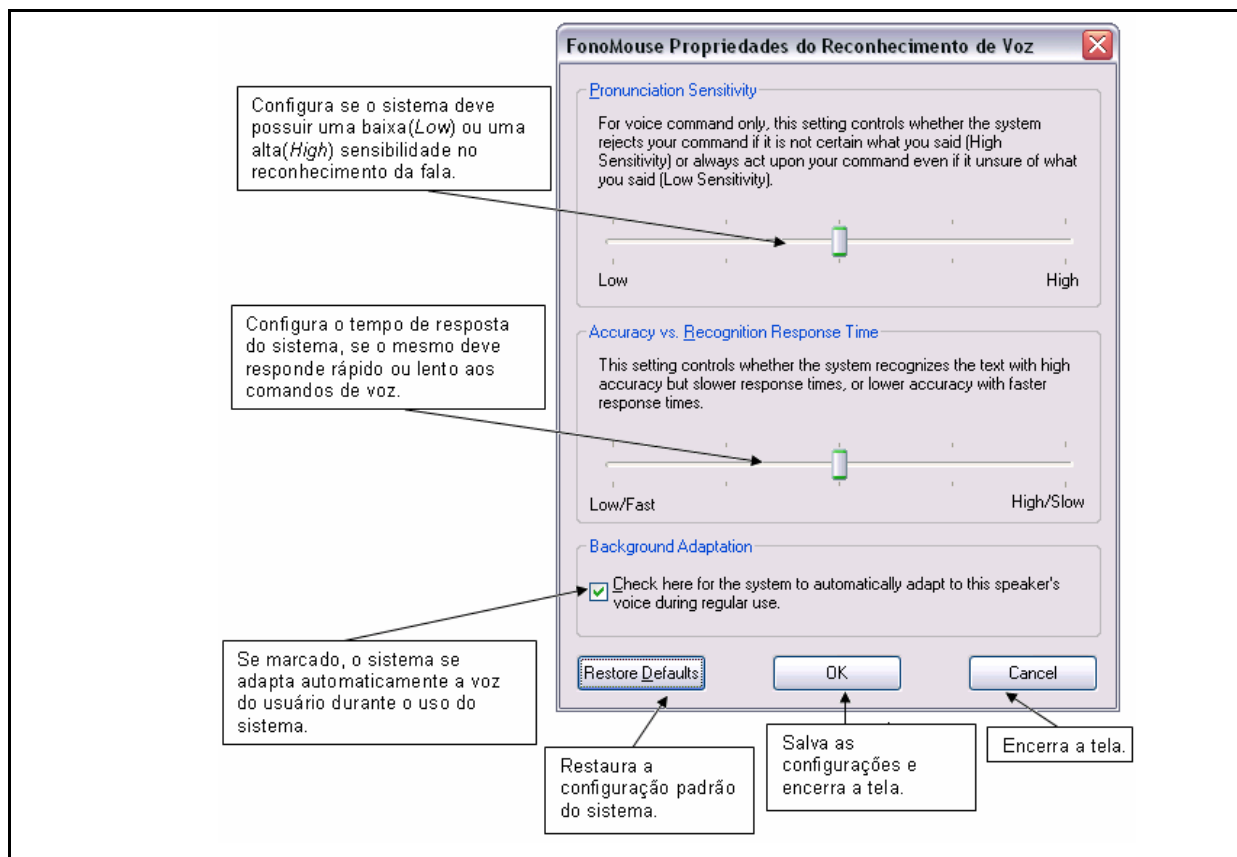 FonoMouse Propriedades do Reconhecimento de Voz
Configura se o sistema deve
possuir uma baixa(Low) ou uma
alta(High) sensibilidade no
reconhecimento da fala.
Pronunciation Sensitivity
For voice command only, this setting controls whether the system
rejects your command if it is not certain what you said (High
Sensitivity) or always act upon your command even if it unsure of what
you said (Low Sensitivity).
Low
High
Configura o tempo de resposta
do sistema, se o mesmo deve
responde rápido ou lento aos
comandos de voz.
Accuracy vs. Recognition Response Time
This setting controls whether the system recognizes the text with high
accuracy but slower response times, or lower accuracy with faster
response times.
Low/Fast
High/Slow
Background Adaptation
Check here for the system to automatically adapt to this speaker's
voice during regular use.
Se marcado, o sistema se
adapta automaticamente a voz
do usuário durante o uso do
sistema.
Restore Defaults
OK
Cancel
Restaura a
configuração padrão
do sistema.
Salva as
configurações e
encerra a tela.
Encerra a tela.